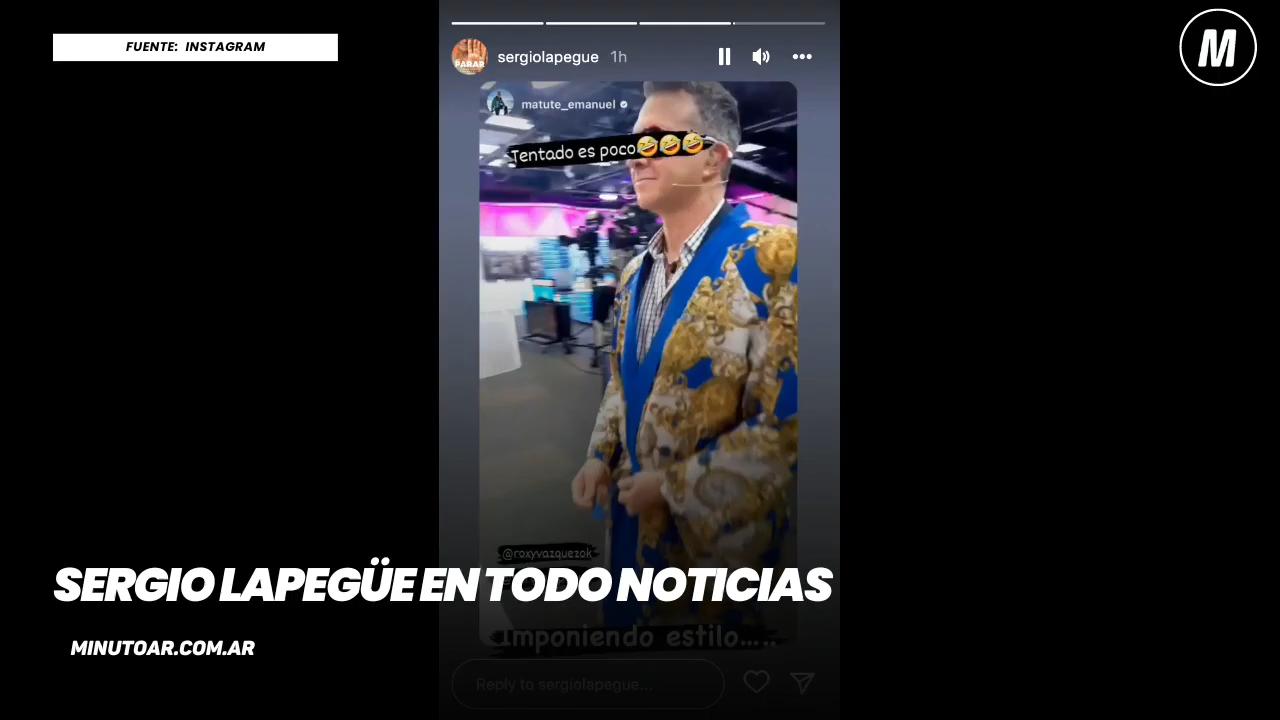 FUENTE: INSTAGRAM
M
sergiolapegue 1h
PARAR
matute_emanuel
Tentado es poco🤣🤣🤣
@roxyvazquezok
SERGIO LAPEGÜE EN TODO NOTICIAS
Imponiendo estilo.....
MINUTOAR.COM.AR
Reply to sergiolapegue...